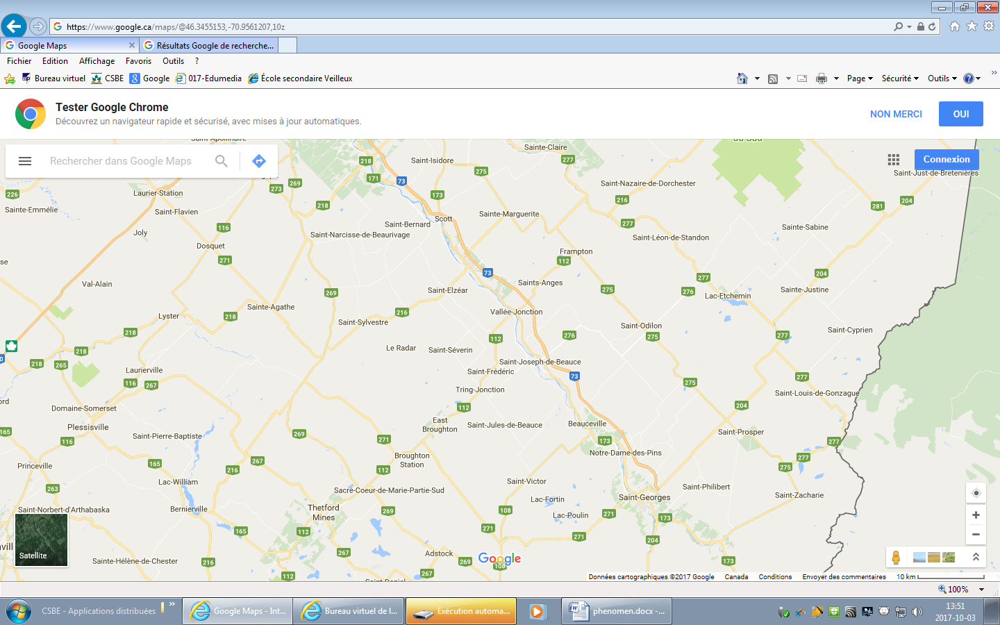 https://www.google.ca/maps/@46.3455153,-70.9561207,10z
Google Maps
Résultats Google de recherche...
Fichier Edition Affichage Favoris Outils ?
Bureau virtuel CSBE Google 017-Edumedia École secondaire Veilleux
Page Sécurité Outils
Tester Google Chrome
Découvrez un navigateur rapide et sécurisé, avec mises à jour automatiques.
NON MERCI OUI
Rechercher dans Google Maps
Connexion
Saint-Apollinaire
du Sud
Sainte-Claire
Saint-Isidore
218
277
171
73
275
Saint-Just-de-Bretenières
269
273
Saint-Nazaire-de-Dorchester
226
Laurier-Station
173
216
204
281
Sainte-Emmélie
Saint-Flavien
218
Sainte-Marguerite
Scott
Saint-Bernard
277
116
Joly
Saint-Narcisse-de-Beaurivage
Saint-Léon-de-Standon
Sainte-Sabine
Dosquet
Frampton
271
112
se
73
204
277
Val-Alain
Saints-Anges
275
276
Sainte-Justine
Saint-Elzéar
269
Lac-Etchemin
Sainte-Agathe
Vallée-Jonction
216
218
Lyster
Saint-Sylvestre
Saint-Odilon
Saint-Cyprien
218
112
276
275
277
Le Radar
Saint-Séverin
218
0
218
265
Saint-Joseph-de-Beauce
Laurierville
Saint-Frédéric
73
277
116
267
275
Tring-Jonction
Saint-Louis-de-Gonzague
ord
Domaine-Somerset
112
204
East
Broughton
Saint-Jules-de-Beauce
Beauceville
Plessisville
165
Saint-Pierre-Baptiste
269
271
Saint-Prosper
116
173
277
Notre-Dame-des-Pins
Broughton
Station
277
Princeville
165
267
216
112
275
Lac-William
Saint-Victor
Saint-Philibert
263
Sacré-Coeur-de-Marie-Partie-Sud
Lac-Fortin
Saint-Georges
Saint-Zacharie
Saint-Norbert-d'Arthabaska
Bernierville
Thetford
Mines
269
108
Lac-Poulin
271
173
165
112
271
271
204
ville
Satellite
Sainte-Hélène-de-Chester
216
267
Adstock
269
Google
108
173
112
267
Saint-Daniel
Données cartographiques ©2017 Google Canada Conditions Envoyer des commentaires 10 km
100%
CSBE - Applications distribuées
»
Google Maps - Int...
Bureau virtuel de l...
Exécution automa...
phenomen.docx -...
13:51
2017-10-03